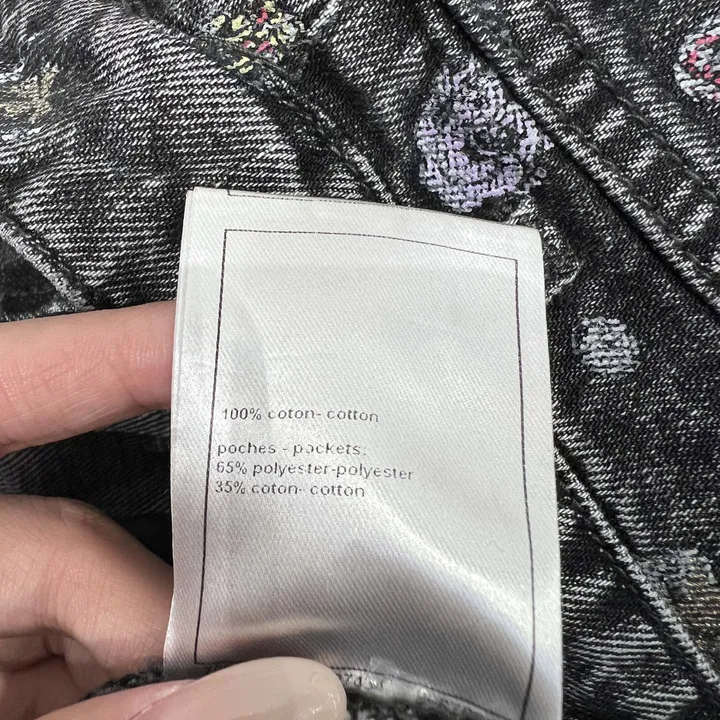 100% coton- cotton
poches - pockets:
65% polyester-polyester
35% coton- cotton